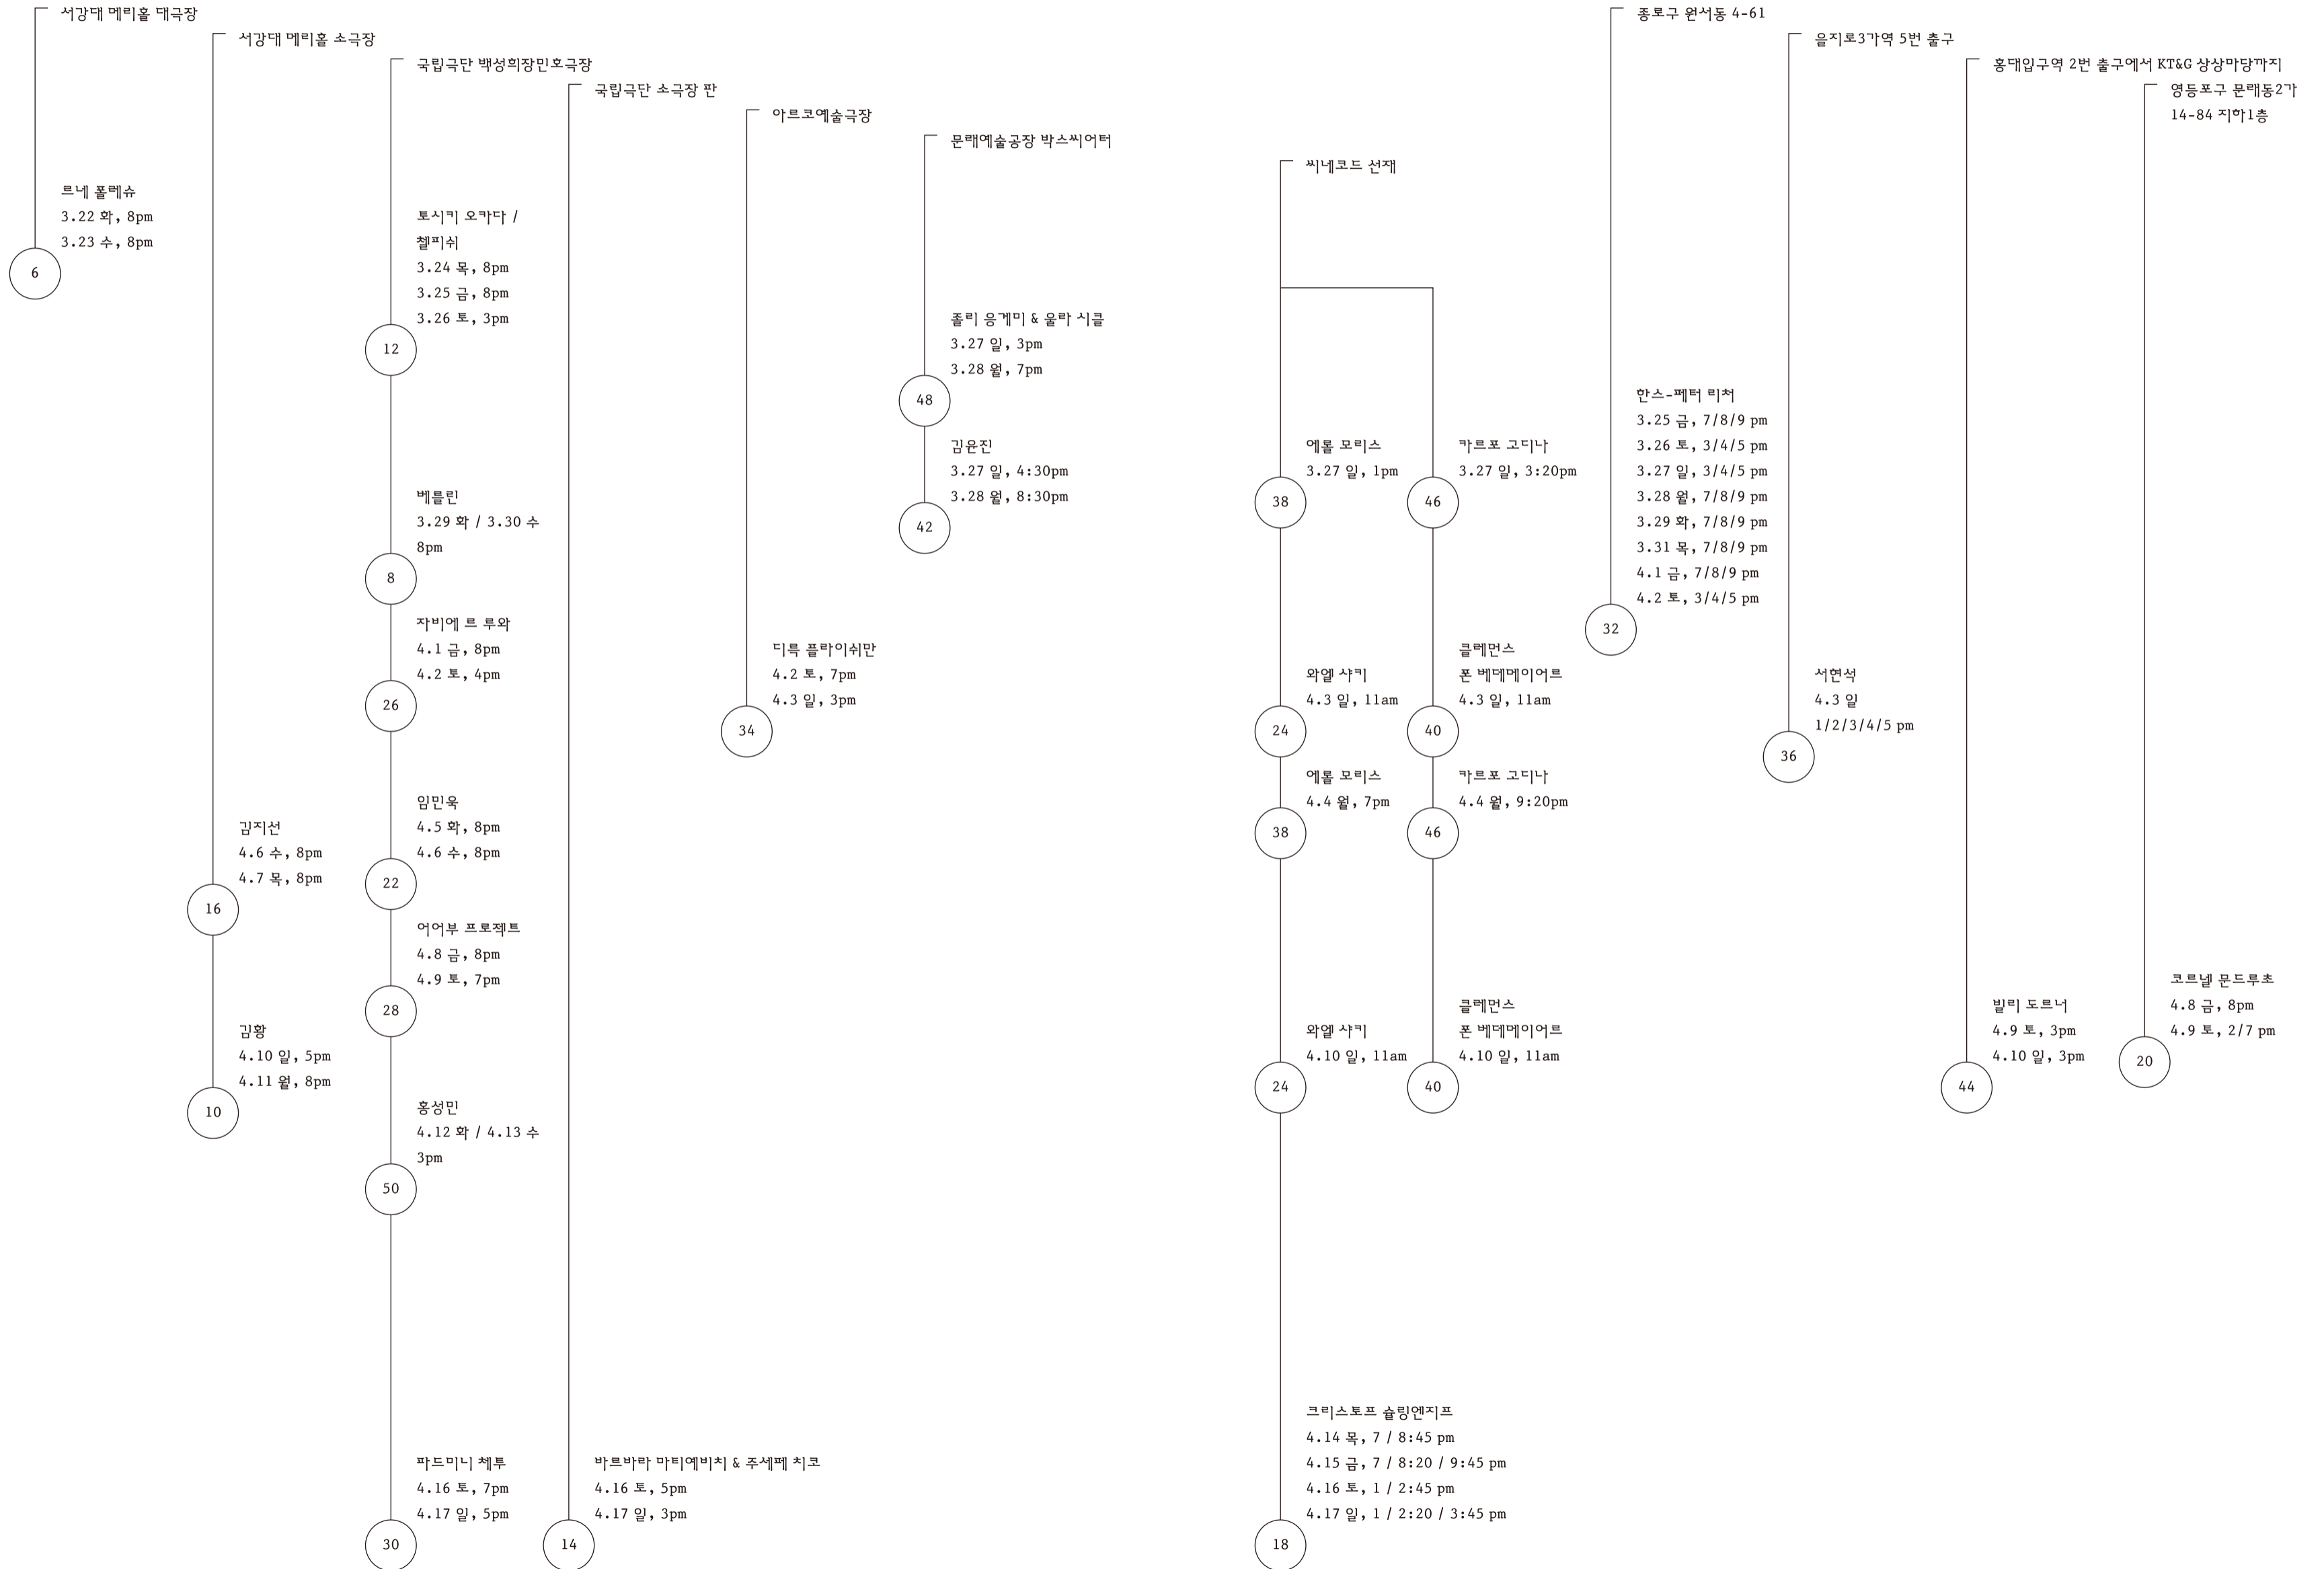 서강대 메리홀 대극장
르네 폴레슈
3.22 화, 8pm
3.23 수, 8pm
6
서강대 메리홀 소극장
김지선
4.6 수, 8pm
4.7 목, 8pm
16
김황
4.10 일, 5pm
4.11 월, 8pm
10
국립극단 백성희장민호극장
토시키 오카다 /
첼피쉬
3.24 목, 8pm
3.25 금, 8pm
3.26 토, 3pm
12
베를린
3.29 화 / 3.30 수
8pm
8
자비에 르 루와
4.1 금, 8pm
4.2 토, 4pm
26
임민욱
4.5 화, 8pm
4.6 수, 8pm
22
어어부 프로젝트
4.8 금, 8pm
4.9 토, 7pm
28
홍성민
4.12 화 / 4.13 수
3pm
50
파드미니 체투
4.16 토, 7pm
4.17 일, 5pm
30
국립극단 소극장 판
바르바라 마티예비치 & 주세페 치코
4.16 토, 5pm
4.17 일, 3pm
14
아르코예술극장
디륵 플라이쉬만
4.2 토, 7pm
4.3 일, 3pm
34
문래예술공장 박스씨어터
졸리 응게미 & 울라 시클
3.27 일, 3pm
3.28 월, 7pm
48
김윤진
3.27 일, 4:30pm
3.28 월, 8:30pm
42
씨네코드 선재
에롤 모리스
3.27 일, 1pm
38
카르포 고디나
3.27 일, 3:20pm
46
와엘 샤키
4.3 일, 11am
24
클레먼스
폰 베데메이어르
4.3 일, 11am
40
에롤 모리스
4.4 월, 7pm
38
카르포 고디나
4.4 월, 9:20pm
46
와엘 샤키
4.10 일, 11am
24
클레먼스
폰 베데메이어르
4.10 일, 11am
40
크리스토프 슐링엔지프
4.14 목, 7 / 8:45 pm
4.15 금, 7 / 8:20 / 9:45 pm
4.16 토, 1 / 2:45 pm
4.17 일, 1 / 2:20 / 3:45 pm
18
종로구 원서동 4-61
한스-페터 리처
3.25 금, 7/8/9 pm
3.26 토, 3/4/5 pm
3.27 일, 3/4/5 pm
3.28 월, 7/8/9 pm
3.29 화, 7/8/9 pm
3.31 목, 7/8/9 pm
4.1 금, 7/8/9 pm
4.2 토, 3/4/5 pm
32
을지로3가역 5번 출구
서현석
4.3 일
1/2/3/4/5 pm
36
홍대입구역 2번 출구에서 KT&G 상상마당까지
빌리 도르너
4.9 토, 3pm
4.10 일, 3pm
44
영등포구 문래동2가
14-84 지하1층
코르넬 문드루초
4.8 금, 8pm
4.9 토, 2/7 pm
20